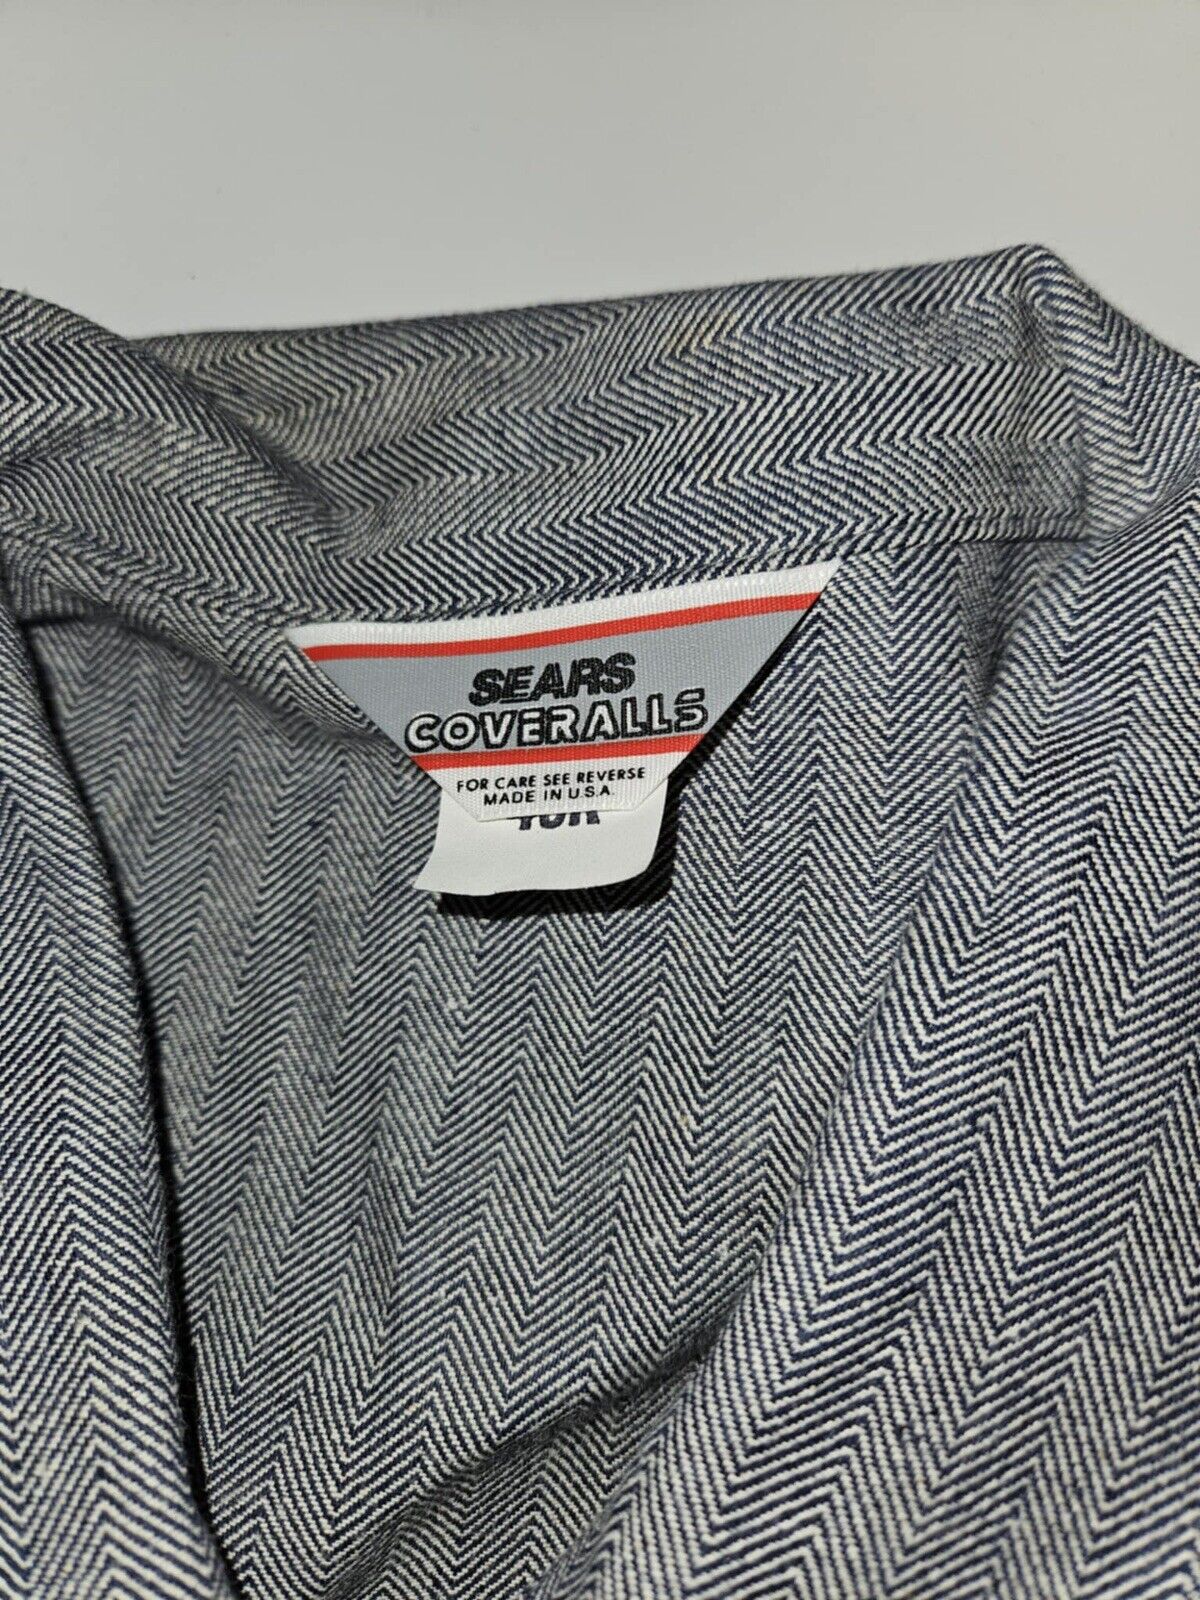 SEARS
COVERALLS
FOR CARE SEE REVERSE
MADE IN U.S.A.